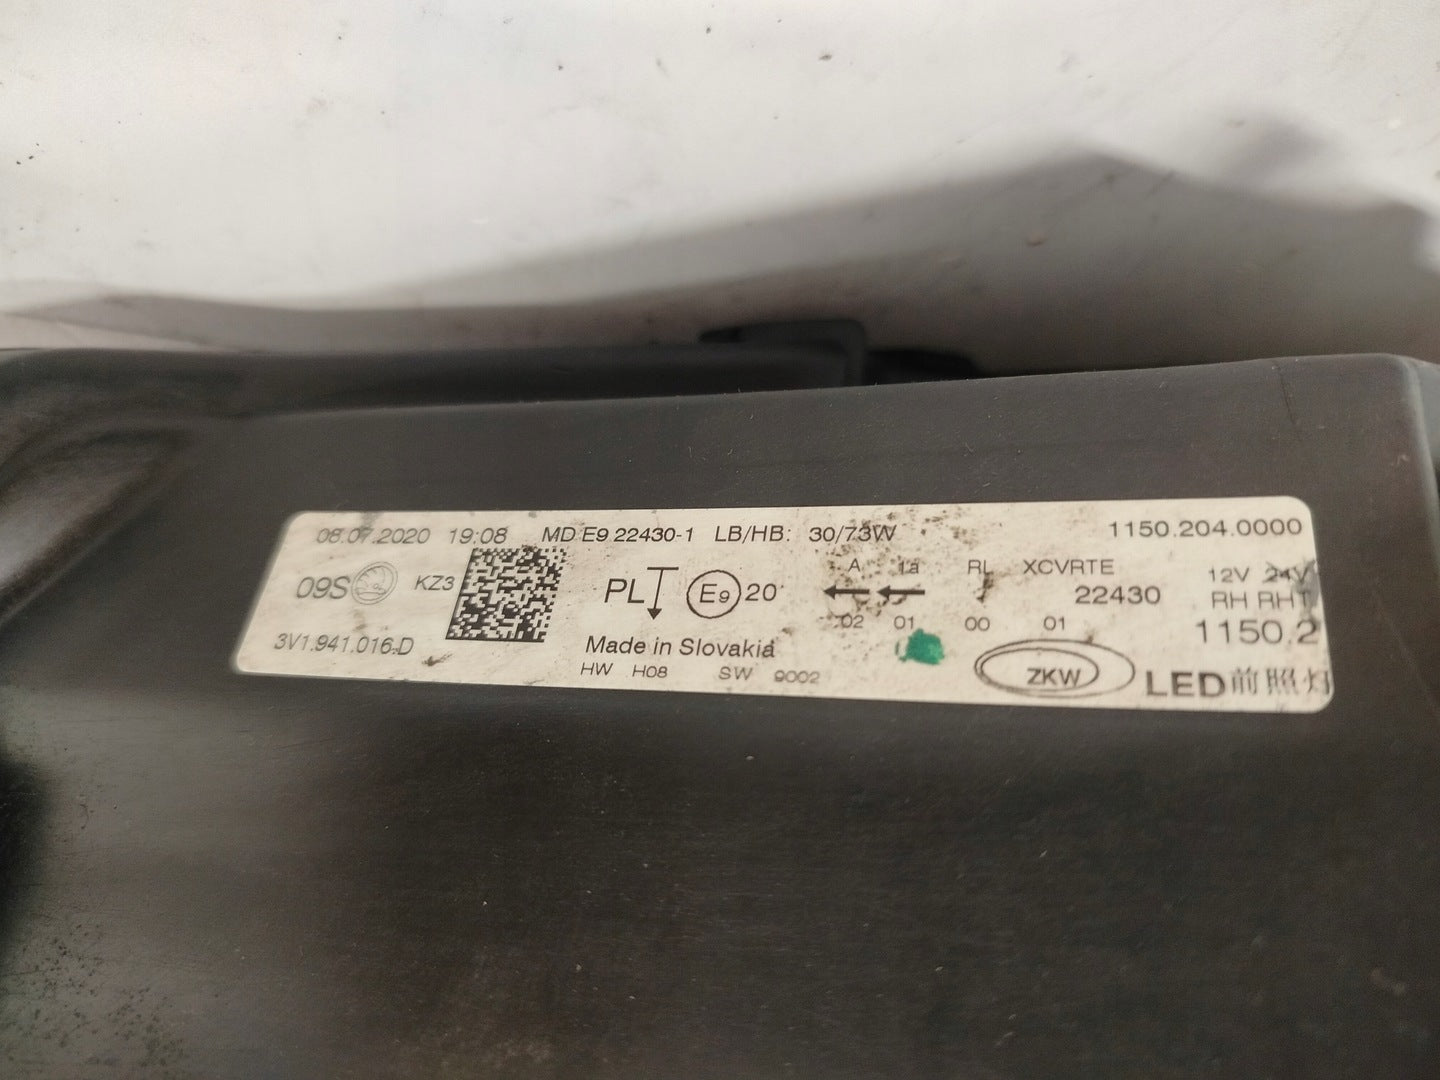 08.07.2020 19:08 MD E9 22430-1 LB/HB: 30/73W 1150.204.0000
09S KZ3 PL E9 20 A 1a RL XCVRTE 12V 24V
02 01 00 01 22430 RH RHT
3V1.941.016.D Made in Slovakia 1150.2
HW H08 SW 9002 ZKW LED前照灯